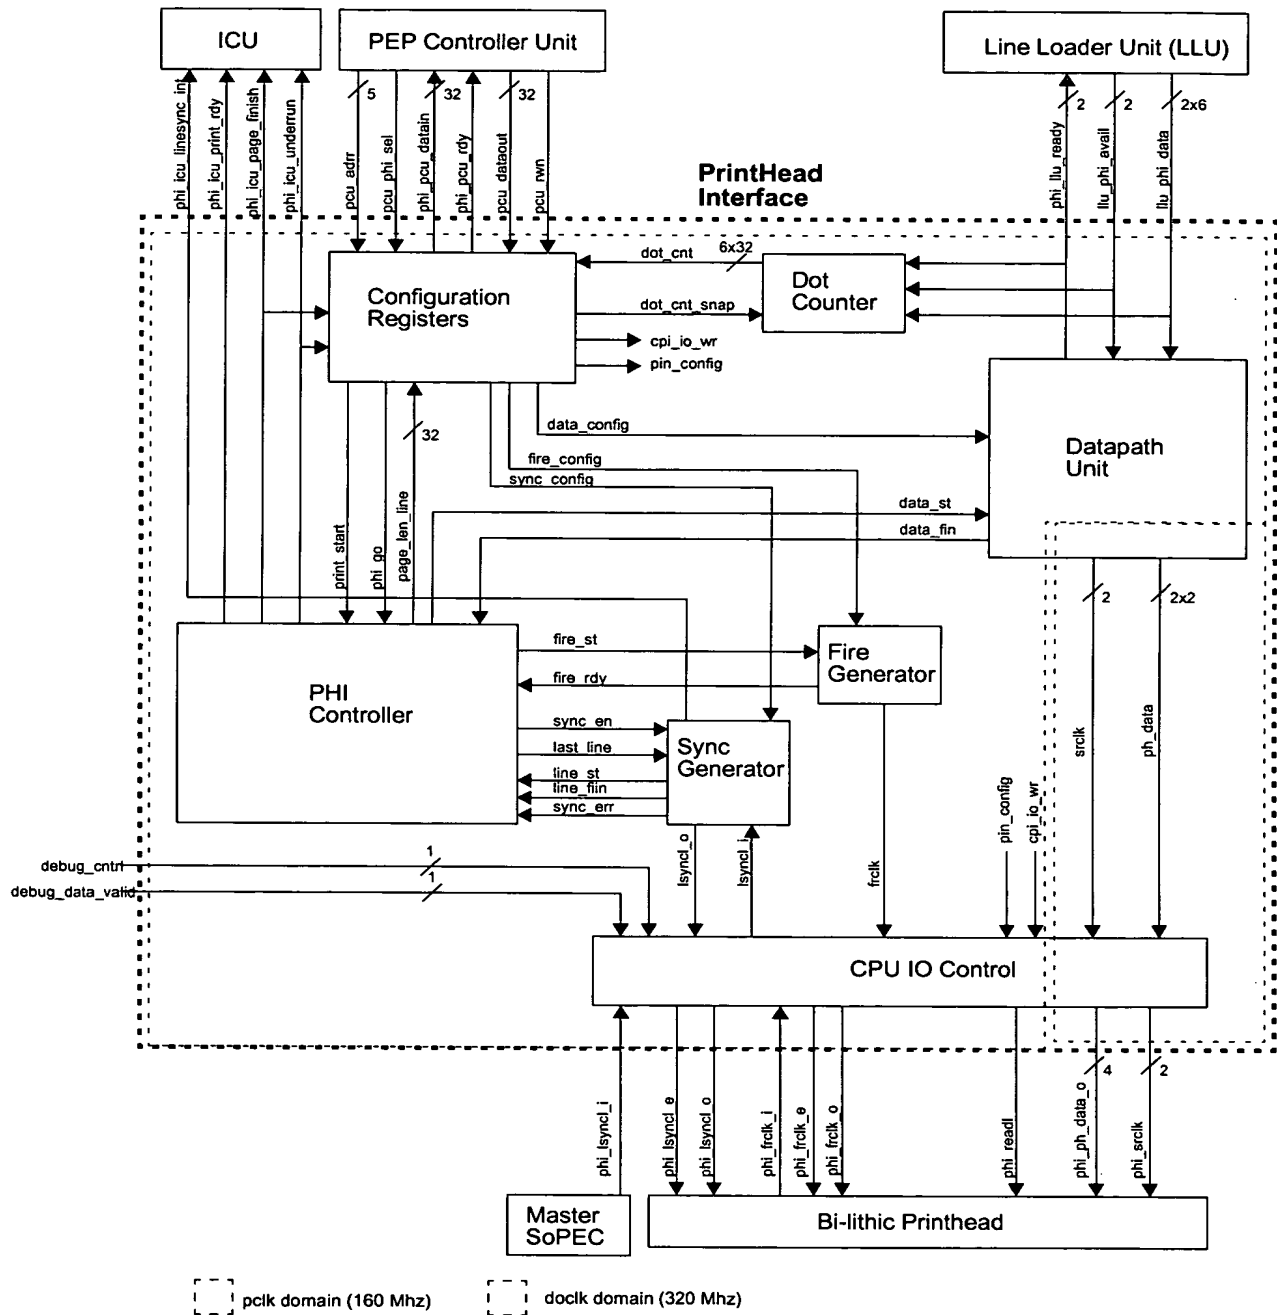 ICU
PEP Controller Unit
Line Loader Unit (LLU)
phi_icu_linesync_int
phi_icu_print_rdy
phi_icu_page_finish
phi_icu_underrun
5
32
32
pcu_adrr
pcu_phi_sel
phi_pcu_datain
phi_pcu_rdy
pcu_dataout
pcu_rwn
2
2
2x6
phi_llu_ready
llu_phi_avail
llu_phi_data
PrintHead
Interface
Configuration
Registers
dot_cnt
6x32
dot_cnt_snap
cpi_io_wr
pin_config
Dot
Counter
32
data_config
fire_config
sync_config
Datapath
Unit
data_st
data_fin
print_start
phi_go
page_len_line
2
2x2
PHI
Controller
fire_st
fire_rdy
Fire
Generator
sync_en
last_line
line_st
line_fiin
sync_err
Sync
Generator
srclk
ph_data
lsyncl_o
lsyncl_i
frclk
pin_config
cpi_io_wr
debug_cntrl
1
debug_data_valid
1
CPU IO Control
phi_lsyncl_i
phi_lsyncl_e
phi_lsyncl_o
phi_frclk_i
phi_frclk_e
phi_frclk_o
phi_readl
phi_ph_data_o
4
phi_srclk
2
Master
SoPEC
Bi-lithic Printhead
pclk domain (160 Mhz)
doclk domain (320 Mhz)